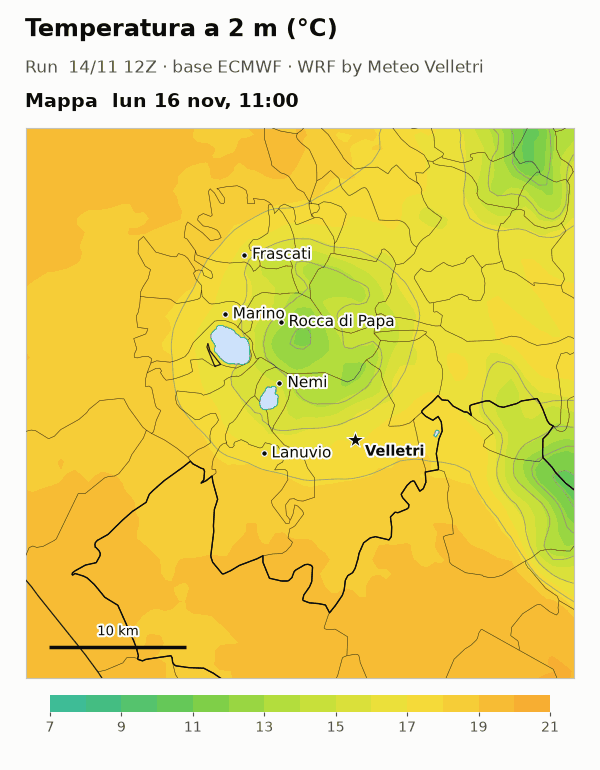 Temperatura a 2 m (°C)
Run  14/11 12Z · base ECMWF · WRF by Meteo Velletri
Mappa  lun 16 nov, 11:00
Frascati
Marino
Rocca di Papa
Nemi
Velletri
Lanuvio
10 km
7 9 11 13 15 17 19 21